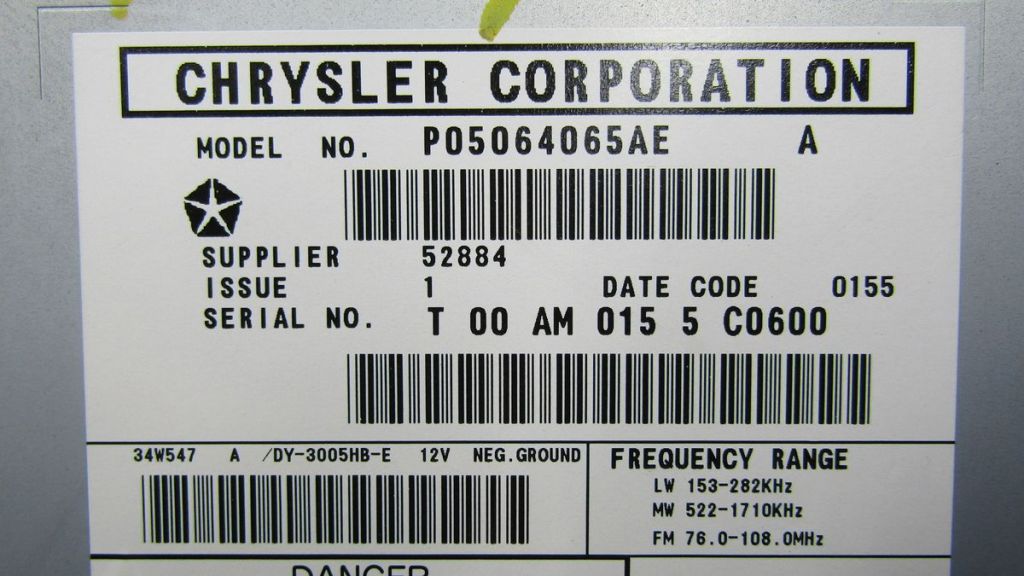 CHRYSLER CORPORATION
MODEL NO. P05064065AE A
SUPPLIER 52884
ISSUE 1 DATE CODE 0155
SERIAL NO. T 00 AM 015 5 C0600
34W547 A /DY-3005HB-E 12V NEG.GROUND
FREQUENCY RANGE
LW 153-282KHz
MW 522-1710KHz
FM 76.0-108.0MHz
DANGER